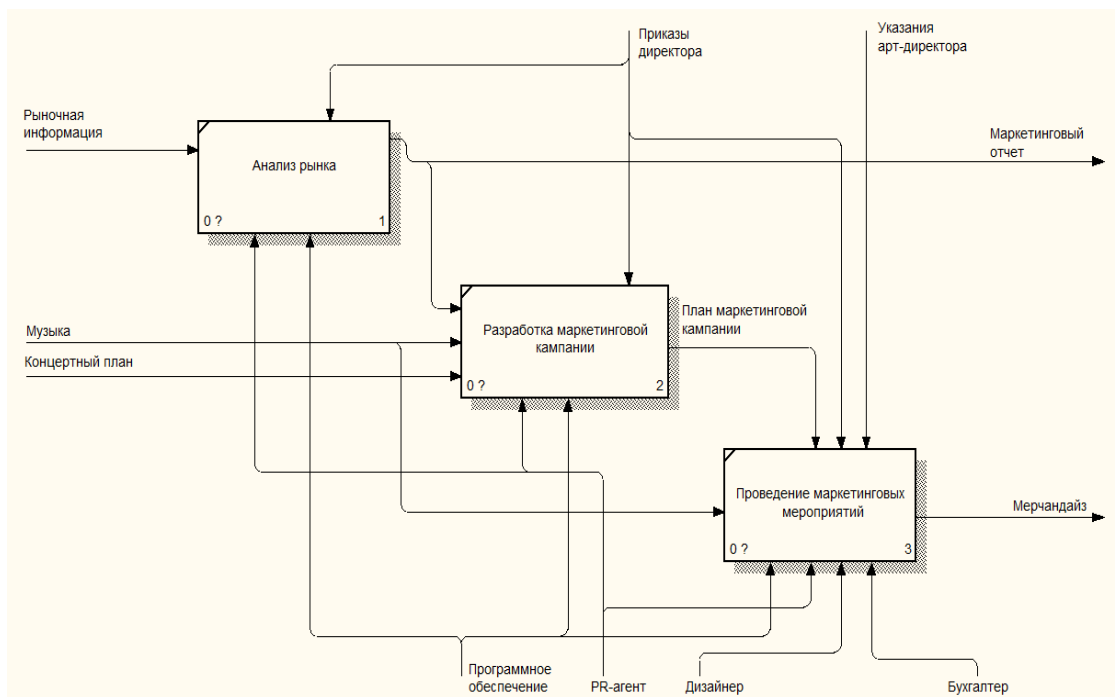 Приказы
директора
Указания
арт-директора
Рыночная
информация
Маркетинговый
отчет
Анализ рынка
0 ?
1
План маркетинговой
кампании
Музыка
Разработка маркетинговой
кампании
Концертный план
0 ?
2
Проведение маркетинговых
мероприятий
Мерчандайз
0 ?
3
Программное
обеспечение
PR-агент
Дизайнер
Бухгалтер